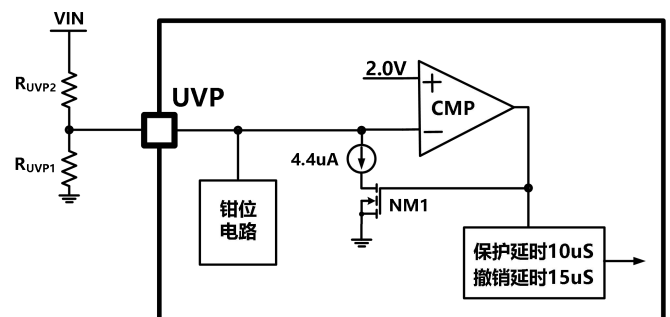 VIN
RUVP2
RUVP1
UVP
2.0V
+
CMP
−
4.4uA
NM1
钳位
电路
保护延时10uS
撤销延时15uS